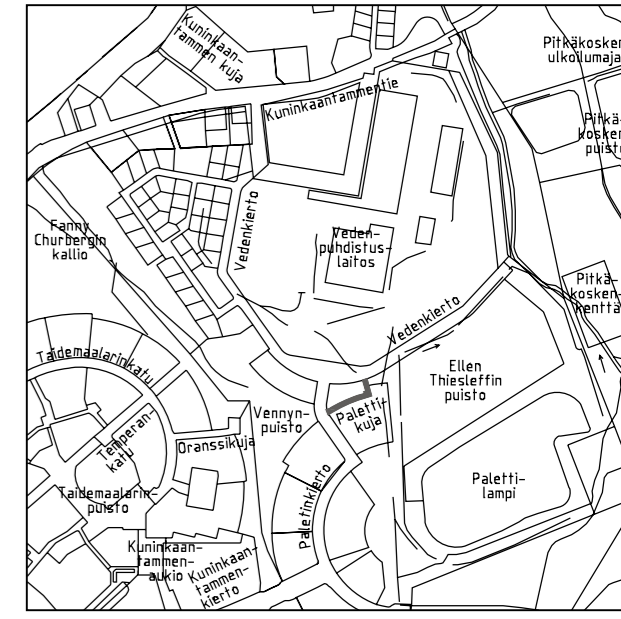 Kuninkaan-
tammen kuja
Pitkäkosken
ulkoilumaja
Kuninkaantammentie
Pitkä-
kosken
puisto
Fanny
Churbergin
kallio
Vedenkierto
Veden-
puhdistus-
laitos
Pitkä-
kosken-
kenttä
Vedenkierto
Taidemaalarinkatu
Ellen
Thiesleffin
puisto
Vennyn-
puisto
Paletti-
kuja
Temperan-
katu
Oranssikuja
Taidemaalarin-
puisto
Paletinkierto
Paletti-
lampi
Kuninkaan-
tammen-
aukio
Kuninkaan-
tammen-
kierto